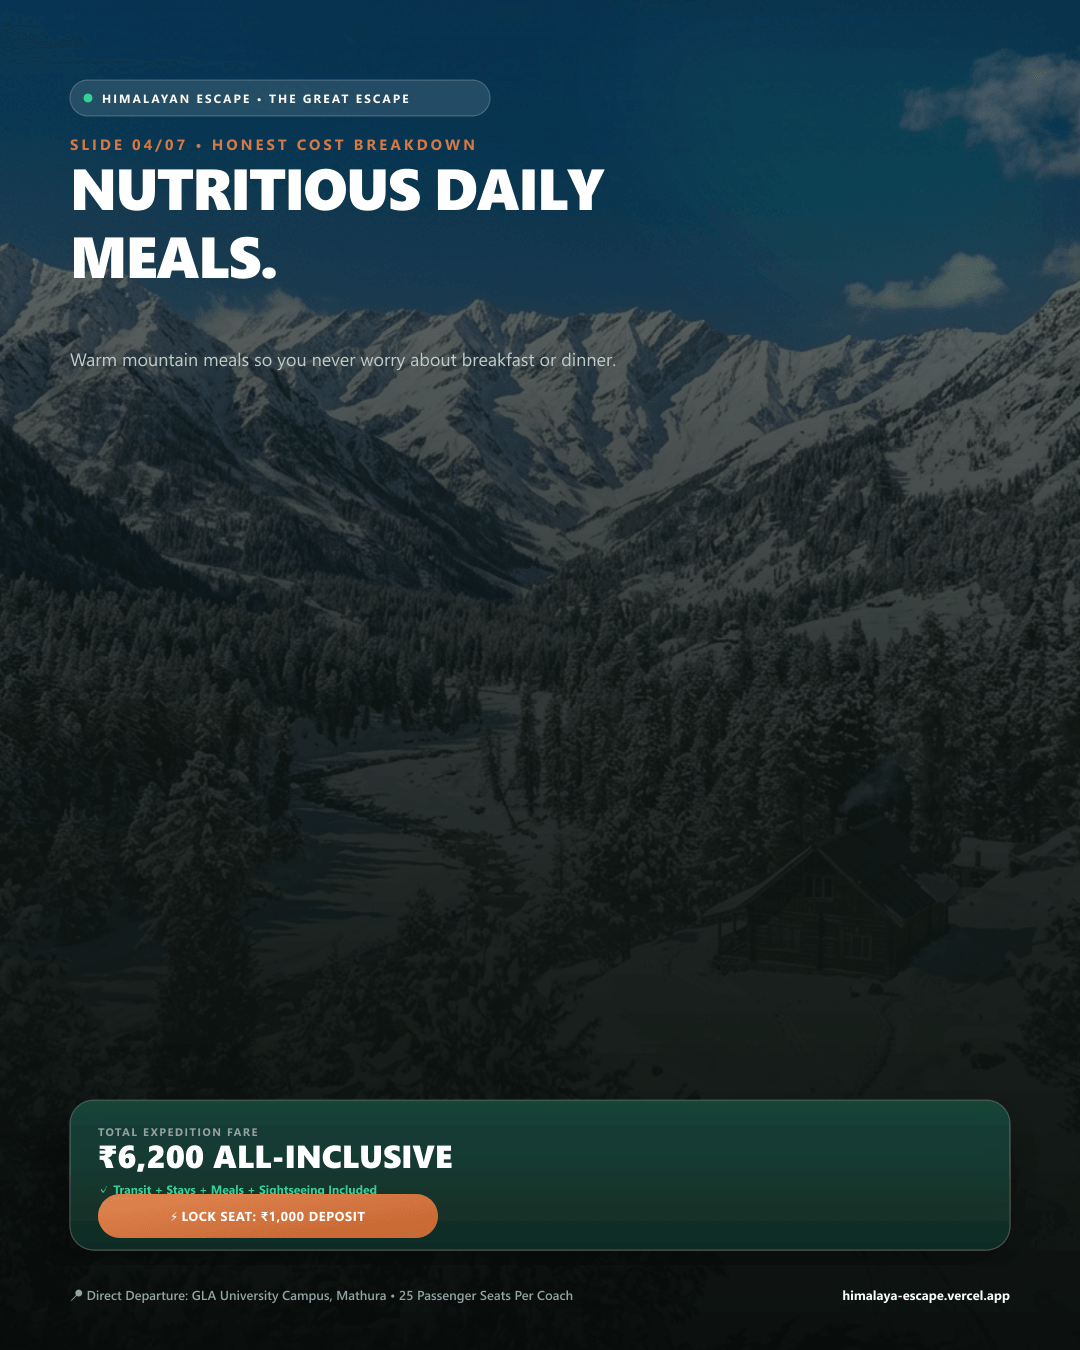 HIMALAYAN ESCAPE • THE GREAT ESCAPE
SLIDE 04/07 • HONEST COST BREAKDOWN
NUTRITIOUS DAILY
MEALS.
Warm mountain meals so you never worry about breakfast or dinner.
TOTAL EXPEDITION FARE
₹6,200 ALL-INCLUSIVE
✓ Transit + Stays + Meals + Sightseeing Included
⚡ LOCK SEAT: ₹1,000 DEPOSIT
📍 Direct Departure: GLA University Campus, Mathura • 25 Passenger Seats Per Coach
himalaya-escape.vercel.app